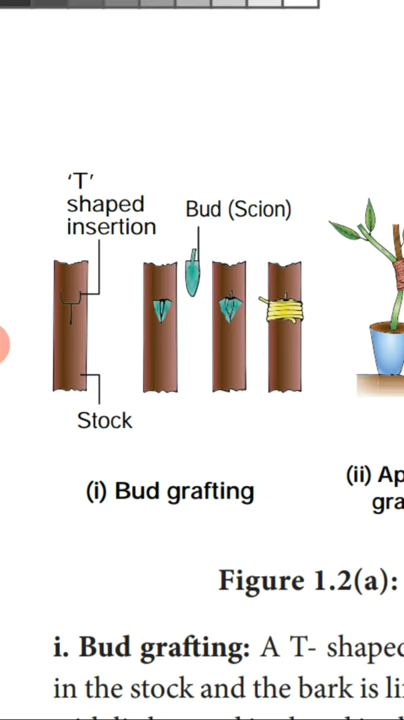 'T'
shaped
insertion
Bud (Scion)
Stock
(i) Bud grafting
(ii) Ap
gra
Figure 1.2(a):
i. Bud grafting: A T- shaped
in the stock and the bark is li